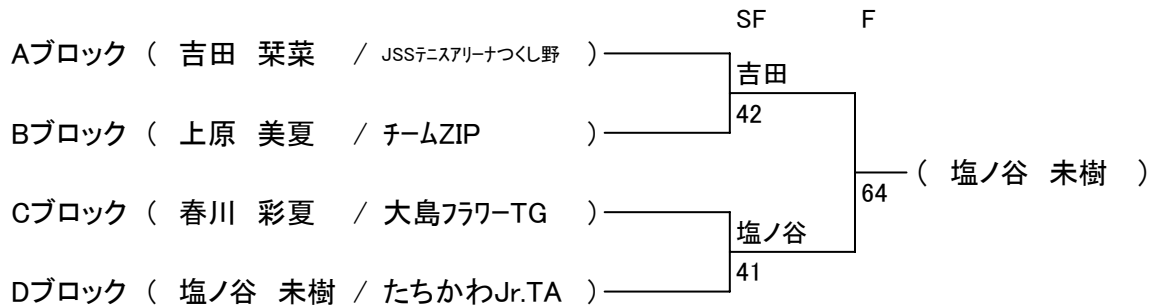 SF F
Aブロック ( 吉田 栞菜 / JSSテニスアリーナつくし野 )
吉田
42
Bブロック ( 上原 美夏 / チームZIP )
( 塩ノ谷 未樹 )
64
Cブロック ( 春川 彩夏 / 大島フラワーTG )
塩ノ谷
41
Dブロック ( 塩ノ谷 未樹 / たちかわJr.TA )